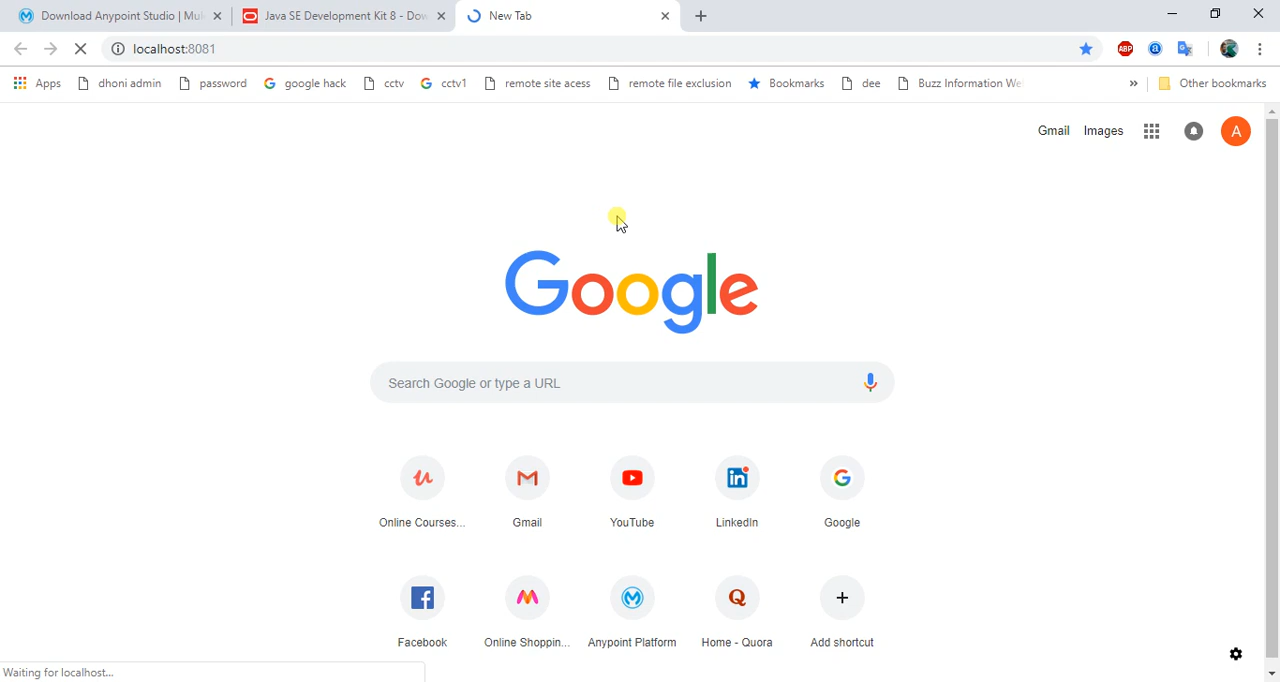 Download Anypoint Studio | Mul
Java SE Development Kit 8 - Dow
New Tab
localhost:8081
ABP
a
Apps
dhoni admin
password
google hack
cctv
cctv1
remote site acess
remote file exclusion
Bookmarks
dee
Buzz Information We
»
Other bookmarks
Gmail
Images
A
Google
Search Google or type a URL
Online Courses...
Gmail
YouTube
LinkedIn
Google
Facebook
Online Shoppin...
Anypoint Platform
Home - Quora
Add shortcut
Waiting for localhost...